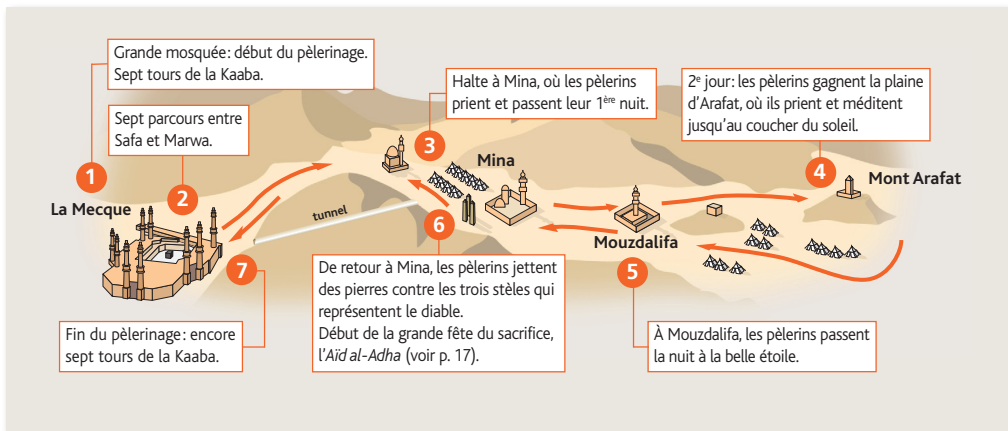 Grande mosquée : début du pèlerinage.
Sept tours de la Kaaba.
1
Sept parcours entre
Safa et Marwa.
2
La Mecque
Halte à Mina, où les pèlerins
prient et passent leur 1ère nuit.
3
Mina
2e jour : les pèlerins gagnent la plaine
d'Arafat, où ils prient et méditent
jusqu'au coucher du soleil.
4
Mont Arafat
tunnel
Mouzdalifa
5
À Mouzdalifa, les pèlerins passent
la nuit à la belle étoile.
6
De retour à Mina, les pèlerins jettent
des pierres contre les trois stèles qui
représentent le diable.
Début de la grande fête du sacrifice,
l'Aïd al-Adha (voir p. 17).
7
Fin du pèlerinage : encore
sept tours de la Kaaba.